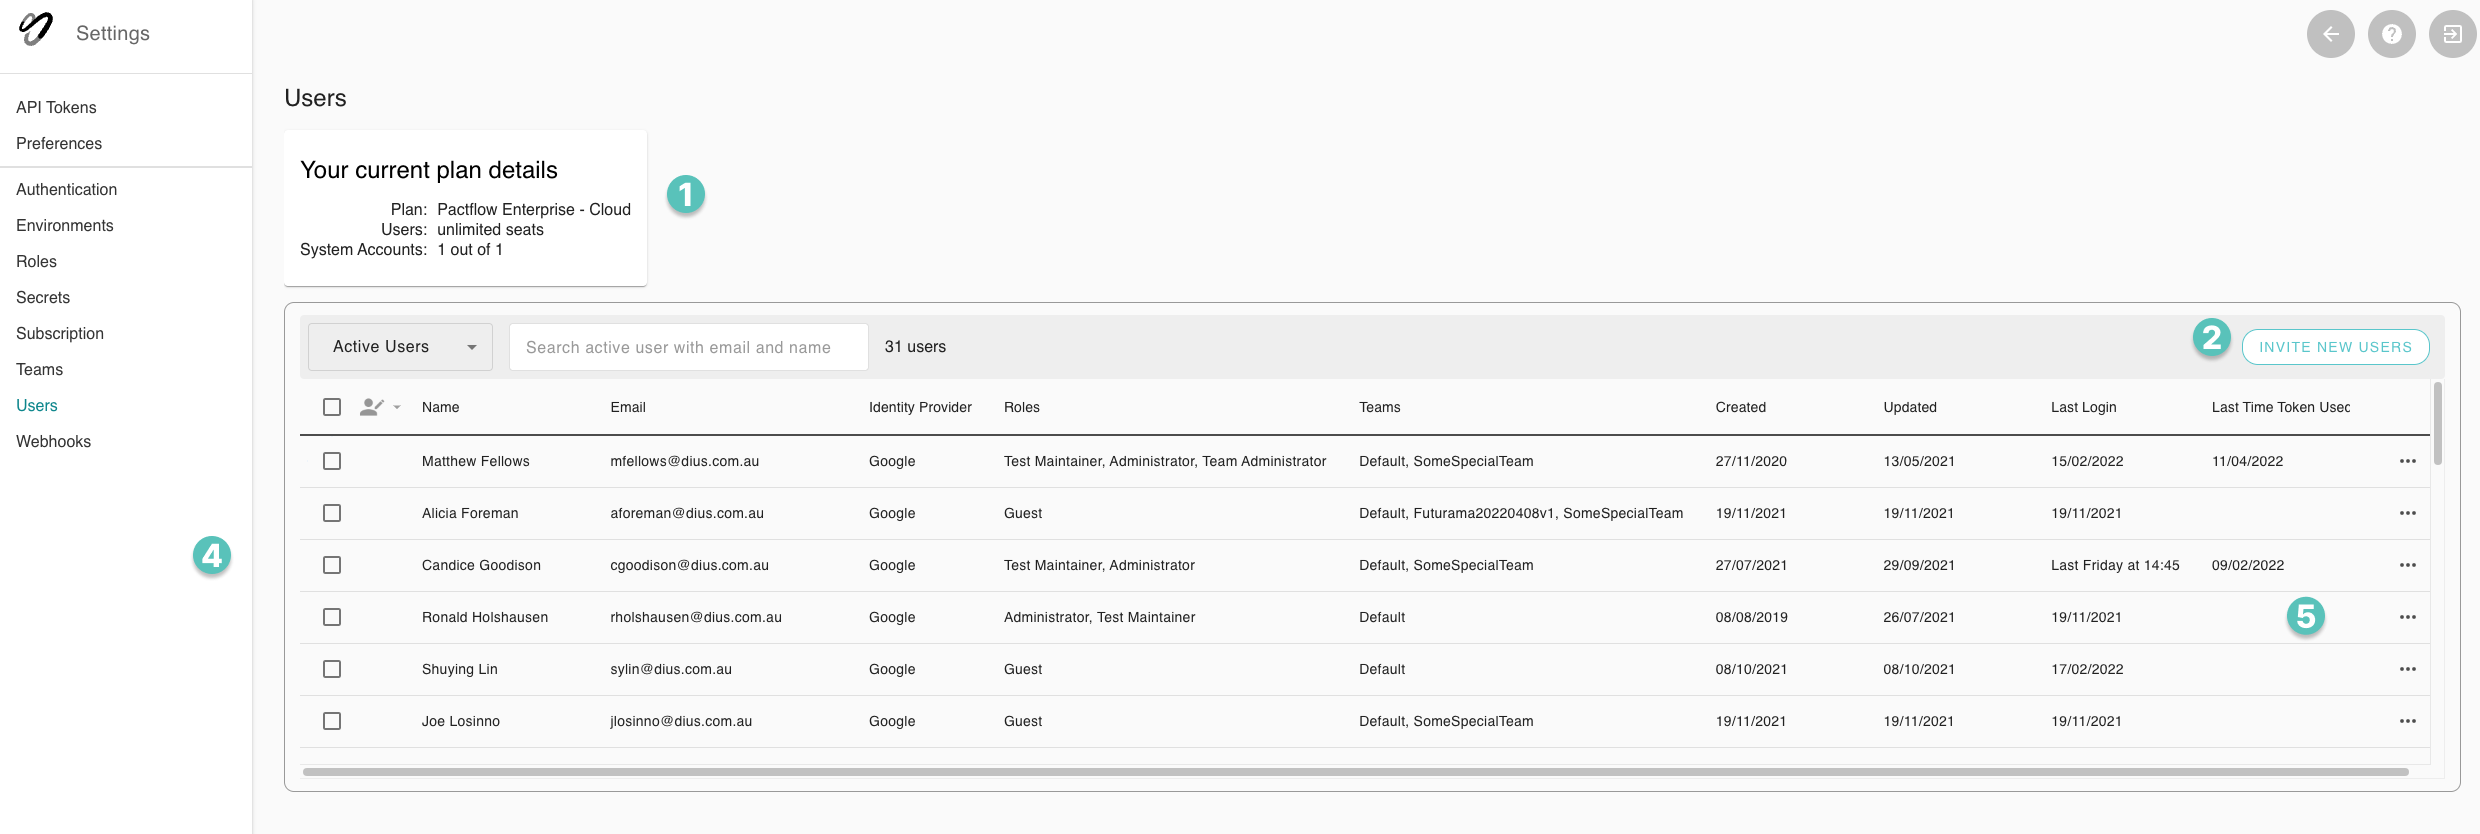 Settings
API Tokens
Preferences
Authentication
Environments
Roles
Secrets
Subscription
Teams
Users
Webhooks
4
Users
Your current plan details
Plan: Pactflow Enterprise - Cloud
Users: unlimited seats
System Accounts: 1 out of 1
1
Active Users Search active user with email and name 31 users 2 INVITE NEW USERS
Name Email Identity Provider Roles Teams Created Updated Last Login Last Time Token Used
Matthew Fellows mfellows@dius.com.au Google Test Maintainer, Administrator, Team Administrator Default, SomeSpecialTeam 27/11/2020 13/05/2021 15/02/2022 11/04/2022
Alicia Foreman aforeman@dius.com.au Google Guest Default, Futurama20220408v1, SomeSpecialTeam 19/11/2021 19/11/2021 19/11/2021
Candice Goodison cgoodison@dius.com.au Google Test Maintainer, Administrator Default, SomeSpecialTeam 27/07/2021 29/09/2021 Last Friday at 14:45 09/02/2022
Ronald Holshausen rholshausen@dius.com.au Google Administrator, Test Maintainer Default 08/08/2019 26/07/2021 19/11/2021 5
Shuying Lin sylin@dius.com.au Google Guest Default 08/10/2021 08/10/2021 17/02/2022
Joe Losinno jlosinno@dius.com.au Google Guest Default, SomeSpecialTeam 19/11/2021 19/11/2021 19/11/2021